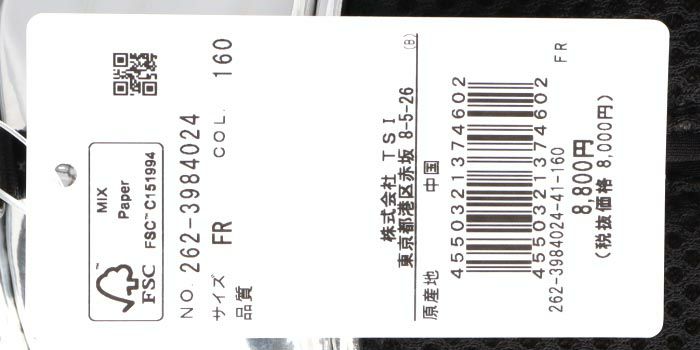 MIX
Paper
FSC™ C151994
FSC
NO. 262-3984024
サイズ FR COL. 160
品質
株式会社 TSI
東京都港区赤坂 8-5-26
(B)
原産地 中国
4550321374602
4550321374602
FR
262-3984024-41-160
8,800円
(税抜価格 8,000円)